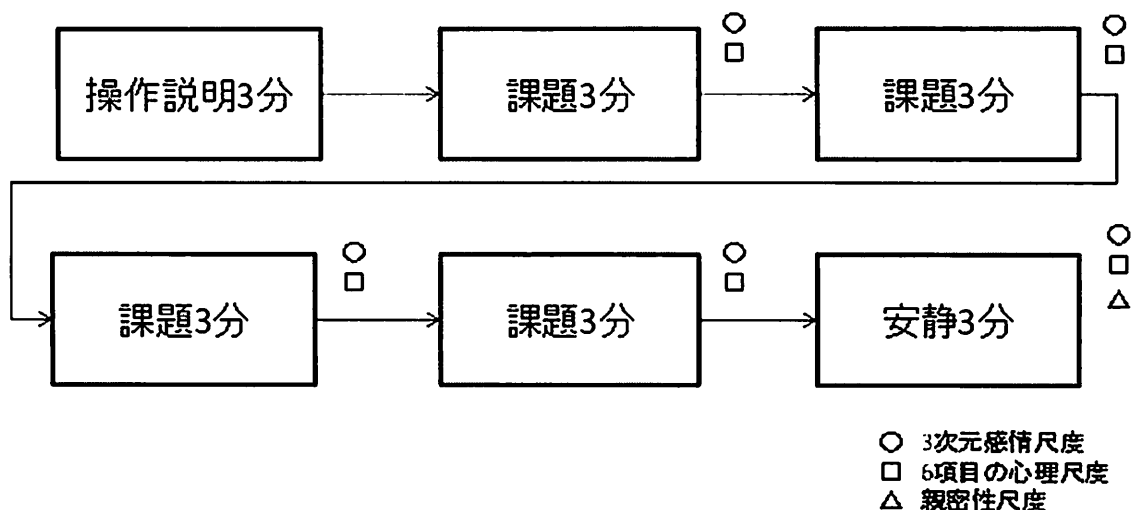 操作説明3分
課題3分
課題3分
課題3分
課題3分
安静3分
○ 3次元感情尺度
□ 6項目の心理尺度
△ 親密性尺度